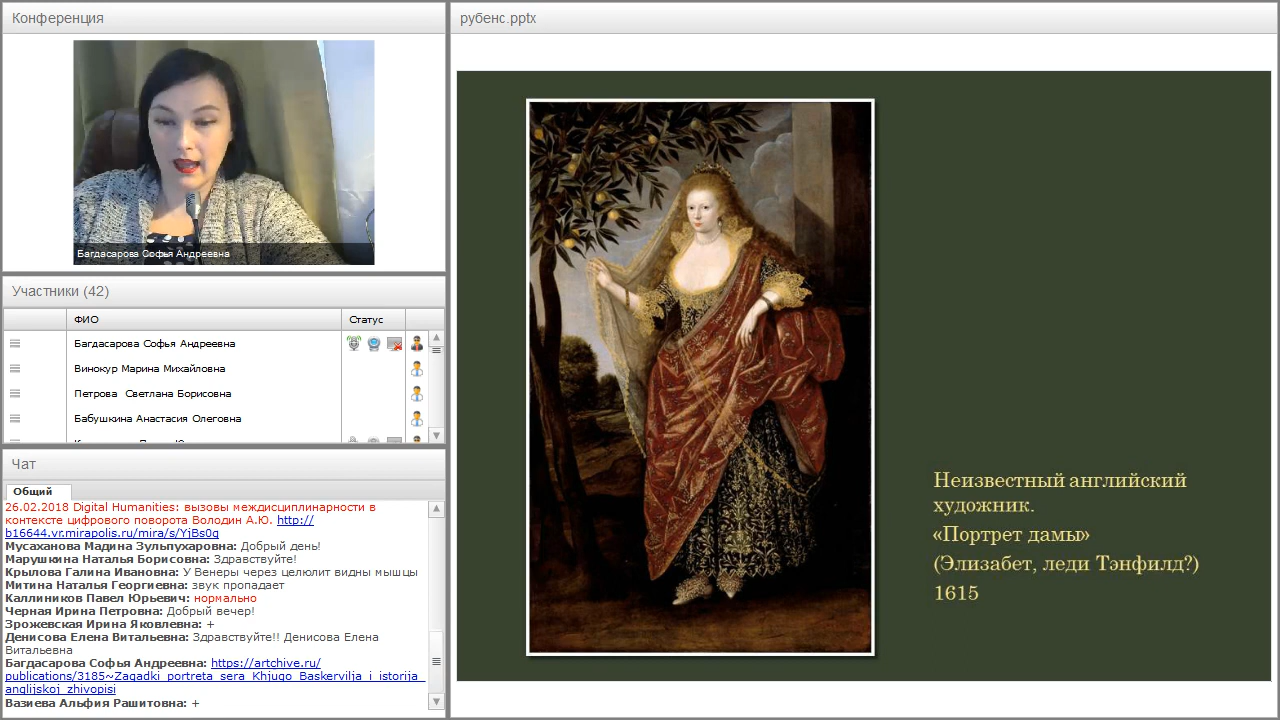 Конференция
Багдасарова Софья Андреевна
Участники (42)
ФИО Статус
Багдасарова Софья Андреевна
Винокур Марина Михайловна
Петрова Светлана Борисовна
Бабушкина Анастасия Олеговна
Чат
Общий
26.02.2018 Digital Humanities: вызовы междисциплинарности в
контексте цифрового поворота Володин А.Ю. http://
b16644.vr.mirapolis.ru/mira/s/YjBs0q
Мусаханова Мадина Зульпухаровна: Добрый день!
Марушкина Наталья Борисовна: Здравствуйте!
Крылова Галина Ивановна: У Венеры через целюлит видны мышцы
Митина Наталья Георгиевна: звук пропадает
Каллиников Павел Юрьевич: нормально
Черная Ирина Петровна: Добрый вечер!
Зрожевская Ирина Яковлевна: +
Денисова Елена Витальевна: Здравствуйте!! Денисова Елена
Витальевна
Багдасарова Софья Андреевна: https://artchive.ru/
publications/3185~Zagadki_portreta_sera_Khjugo_Baskervilja_i_istorija_
anglijskoj_zhivopisi
Вазиева Альфия Рашитовна: +
рубенс.pptx
Неизвестный английский
художник.
«Портрет дамы»
(Элизабет, леди Тэнфилд?)
1615